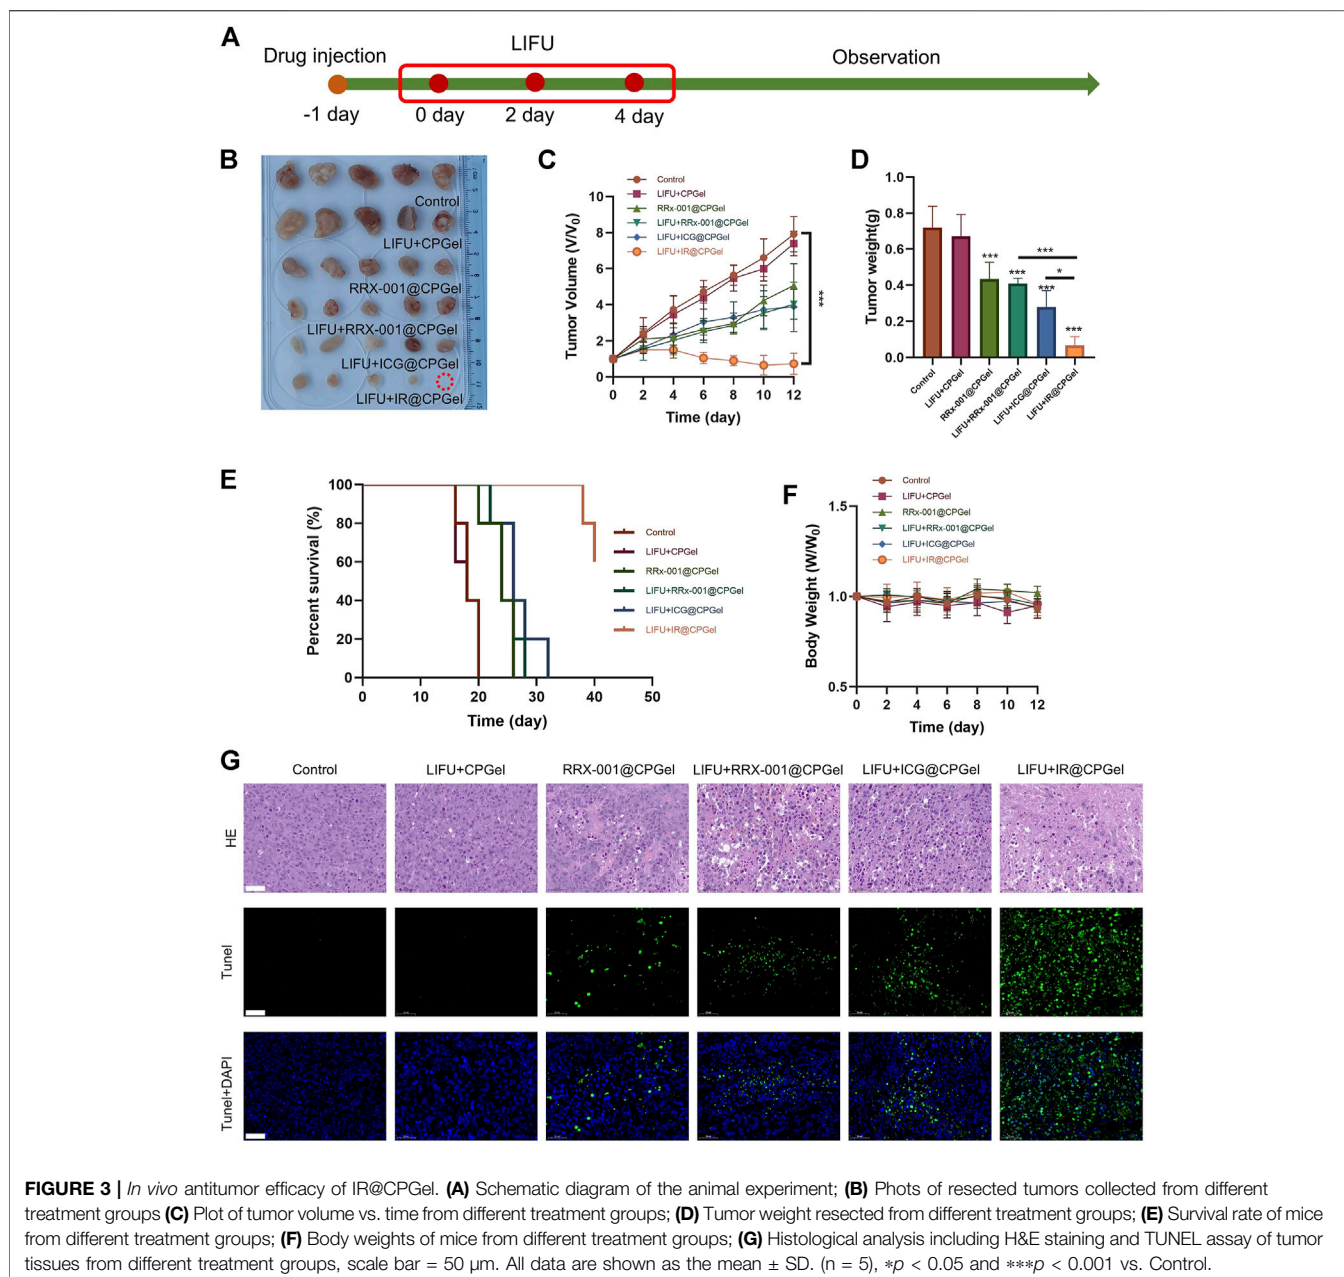 A
Drug injection
LIFU
Observation
-1 day
0 day
2 day
4 day
B
Control
LIFU+CPGel
RRX-001@CPGel
LIFU+RRX-001@CPGel
LIFU+ICG@CPGel
LIFU+IR@CPGel
C
Control
LIFU+CPGel
RRx-001@CPGel
LIFU+RRx-001@CPGel
LIFU+ICG@CPGel
LIFU+IR@CPGel
Tumor Volume (V/V0)
10
8
6
4
2
0
0 2 4 6 8 10 12
Time (day)
***
D
Tumor weight(g)
1.0
0.8
0.6
0.4
0.2
0.0
***
***
***
***
*
***
Control
LIFU+CPGel
RRx-001@CPGel
LIFU+RRx-001@CPGel
LIFU+ICG@CPGel
LIFU+IR@CPGel
E
Percent survival (%)
100
80
60
40
20
0
0 10 20 30 40 50
Time (day)
Control
LIFU+CPGel
RRx-001@CPGel
LIFU+RRx-001@CPGel
LIFU+ICG@CPGel
LIFU+IR@CPGel
F
Control
LIFU+CPGel
RRx-001@CPGel
LIFU+RRx-001@CPGel
LIFU+ICG@CPGel
LIFU+IR@CPGel
Body Weight (W/W0)
1.5
1.0
0.5
0 2 4 6 8 10 12
Time (day)
G
Control LIFU+CPGel RRX-001@CPGel LIFU+RRX-001@CPGel LIFU+ICG@CPGel LIFU+IR@CPGel
HE
Tunel
Tunel+DAPI
FIGURE 3 | In vivo antitumor efficacy of IR@CPGel. (A) Schematic diagram of the animal experiment; (B) Phots of resected tumors collected from different
treatment groups (C) Plot of tumor volume vs. time from different treatment groups; (D) Tumor weight resected from different treatment groups; (E) Survival rate of mice
from different treatment groups; (F) Body weights of mice from different treatment groups; (G) Histological analysis including H&E staining and TUNEL assay of tumor
tissues from different treatment groups, scale bar = 50 μm. All data are shown as the mean ± SD. (n = 5), *p < 0.05 and ***p < 0.001 vs. Control.